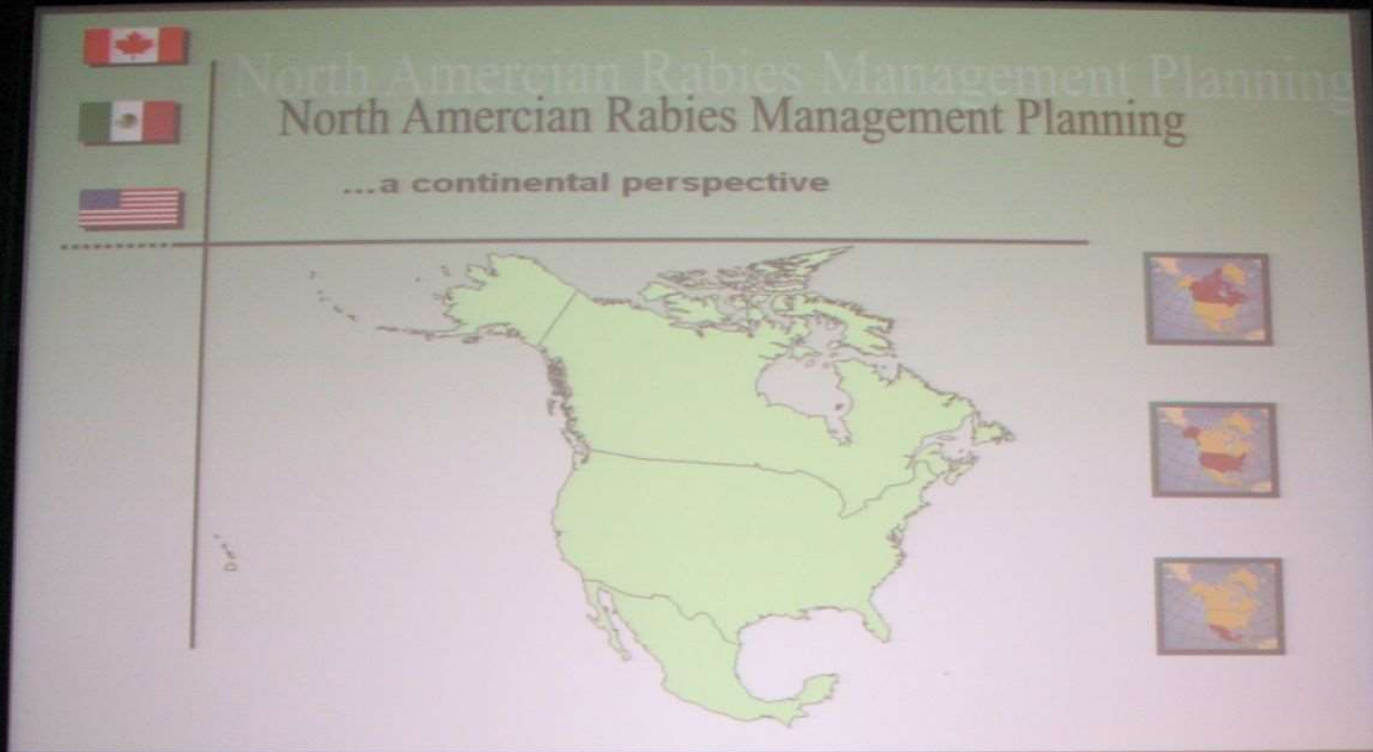 North Amercian Rabies Management Planning
North Amercian Rabies Management Planning
...a continental perspective